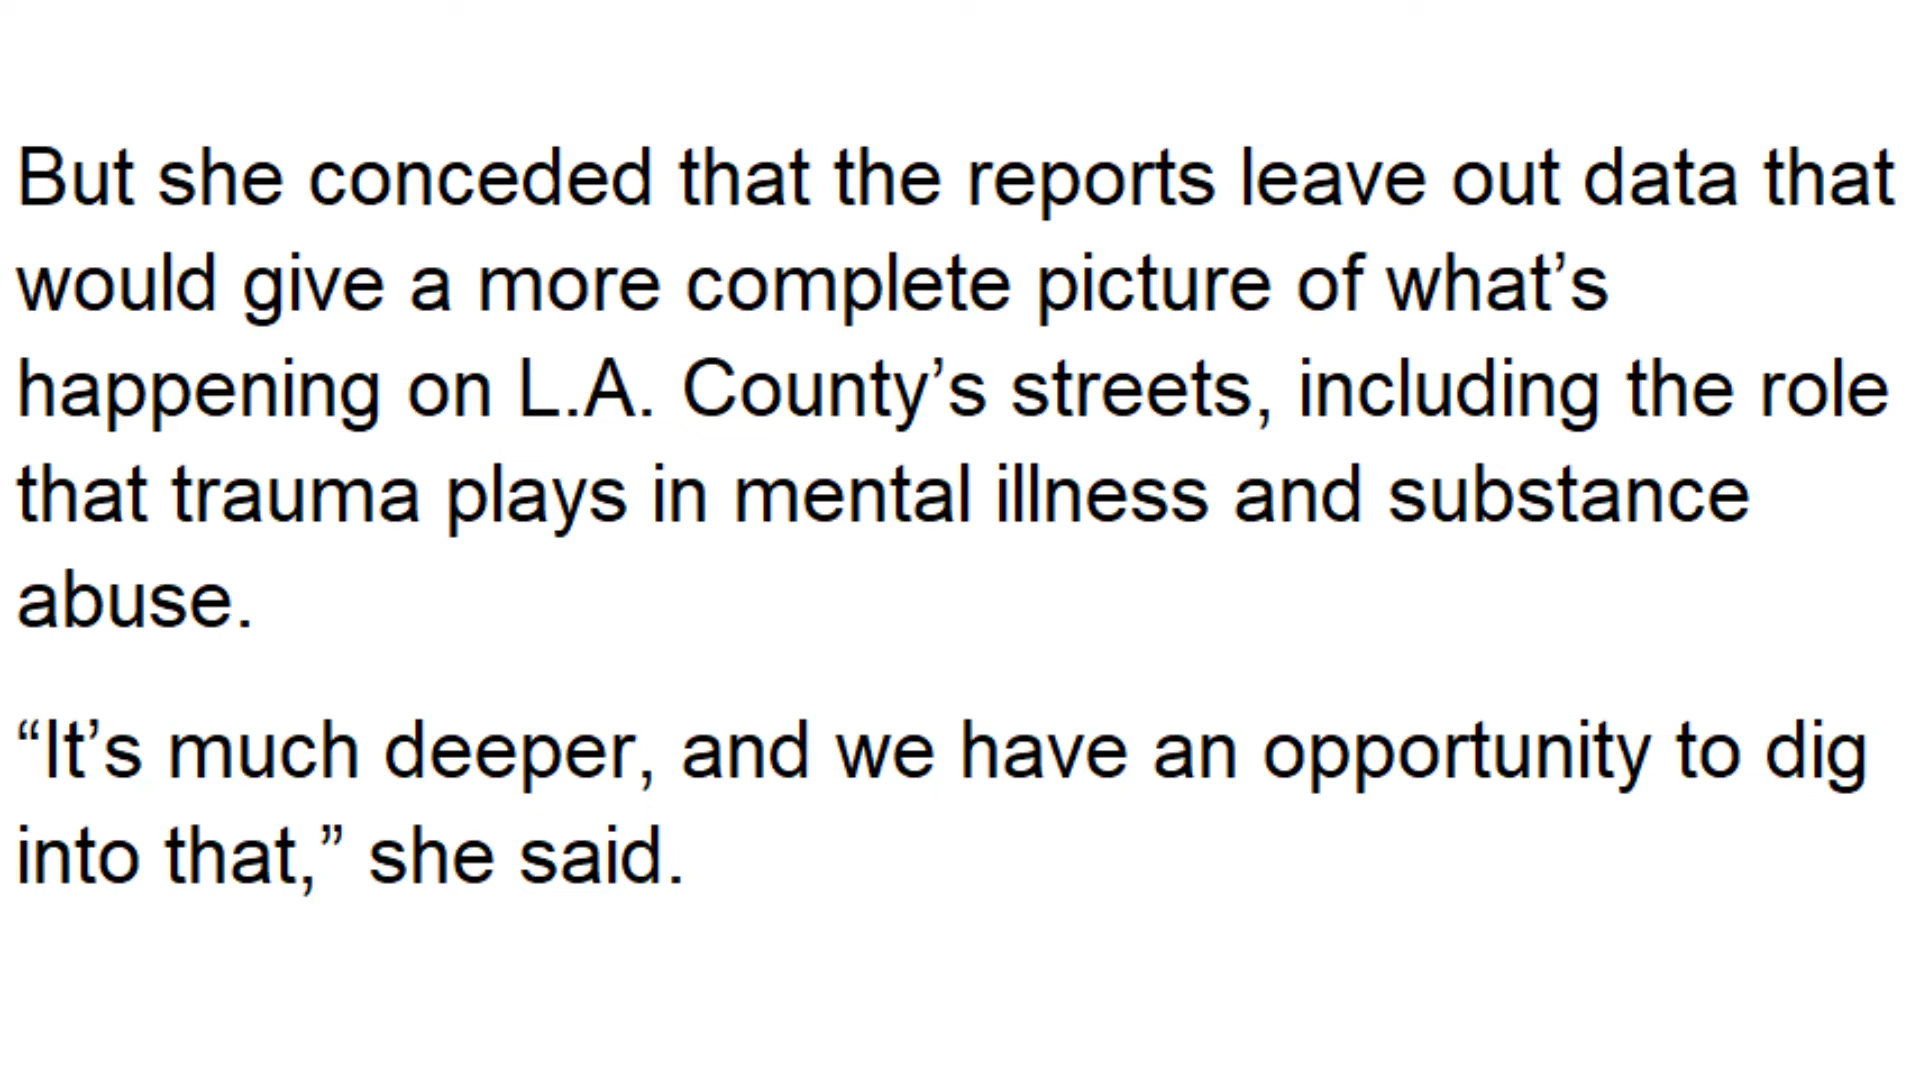 But she conceded that the reports leave out data that
would give a more complete picture of what’s
happening on L.A. County’s streets, including the role
that trauma plays in mental illness and substance
abuse.
“It’s much deeper, and we have an opportunity to dig
into that,” she said.